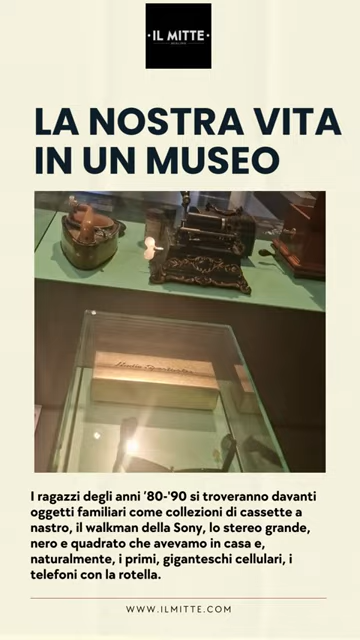 ·IL MITTE·
LA NOSTRA VITA
IN UN MUSEO
I ragazzi degli anni '80-'90 si troveranno davanti
oggetti familiari come collezioni di cassette a
nastro, il walkman della Sony, lo stereo grande,
nero e quadrato che avevamo in casa e,
naturalmente, i primi, giganteschi cellulari, i
telefoni con la rotella.
WWW.ILMITTE.COM